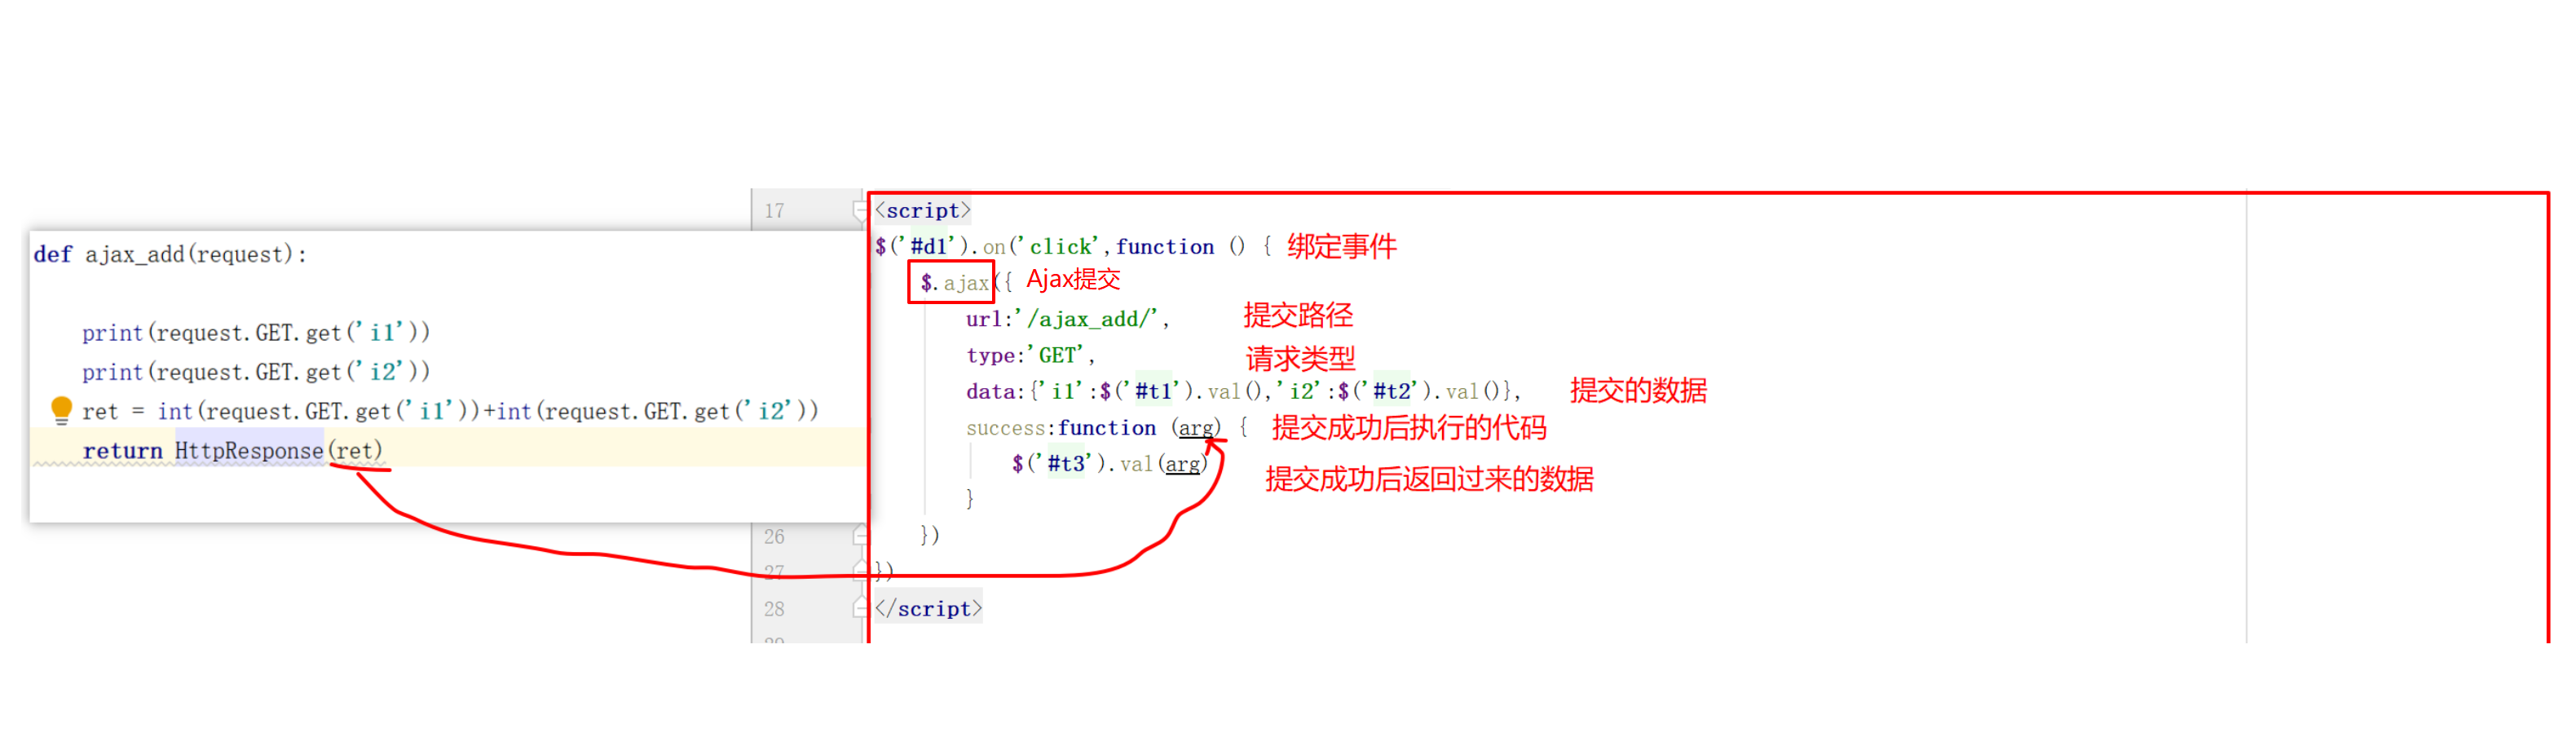 def ajax_add(request):
print(request.GET.get('i1'))
print(request.GET.get('i2'))
ret = int(request.GET.get('i1'))+int(request.GET.get('i2'))
return HttpResponse(ret)
17 <script>
$('#d1').on('click',function () { 绑定事件
$.ajax({ Ajax提交
url:'/ajax_add/', 提交路径
type:'GET', 请求类型
data:{'i1':$('#t1').val(),'i2':$('#t2').val()}, 提交的数据
success:function (arg) { 提交成功后执行的代码
$('#t3').val(arg) 提交成功后返回过来的数据
}
26 })
27 })
28 </script>